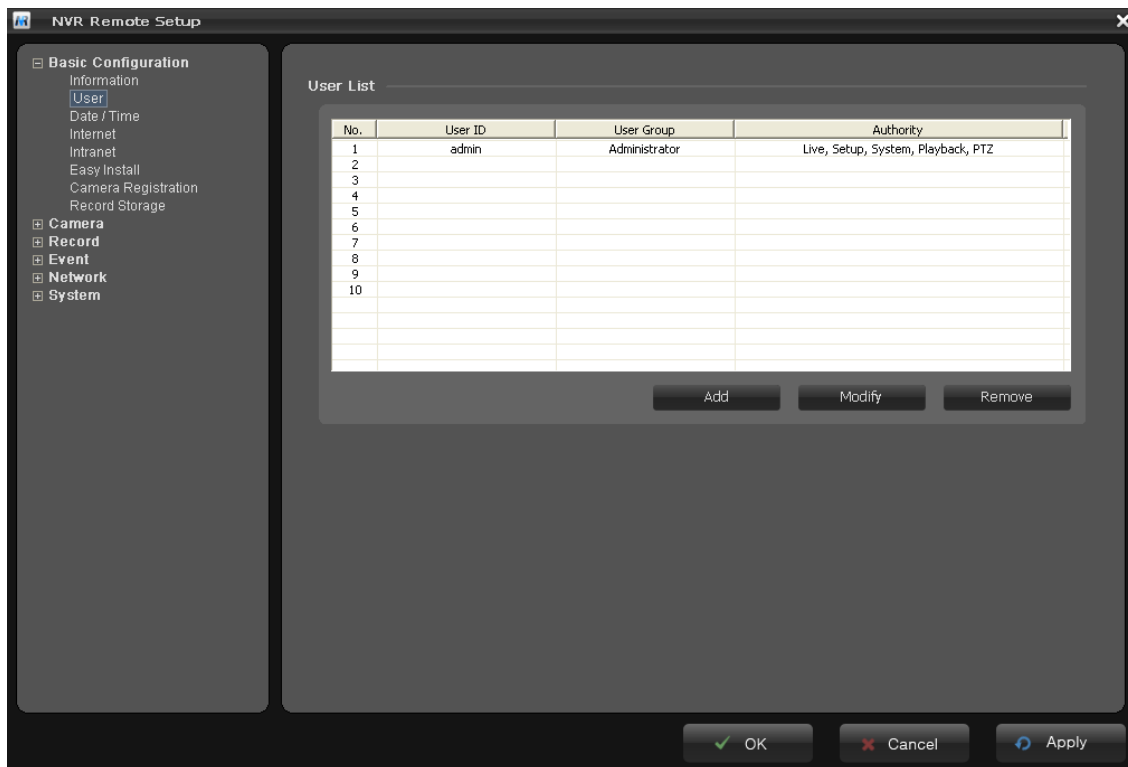 NVR Remote Setup
Basic Configuration
Information
User
Date / Time
Internet
Intranet
Easy Install
Camera Registration
Record Storage
Camera
Record
Event
Network
System
User List
No. User ID User Group Authority
1 admin Administrator Live, Setup, System, Playback, PTZ
2
3
4
5
6
7
8
9
10
Add Modify Remove
OK Cancel Apply